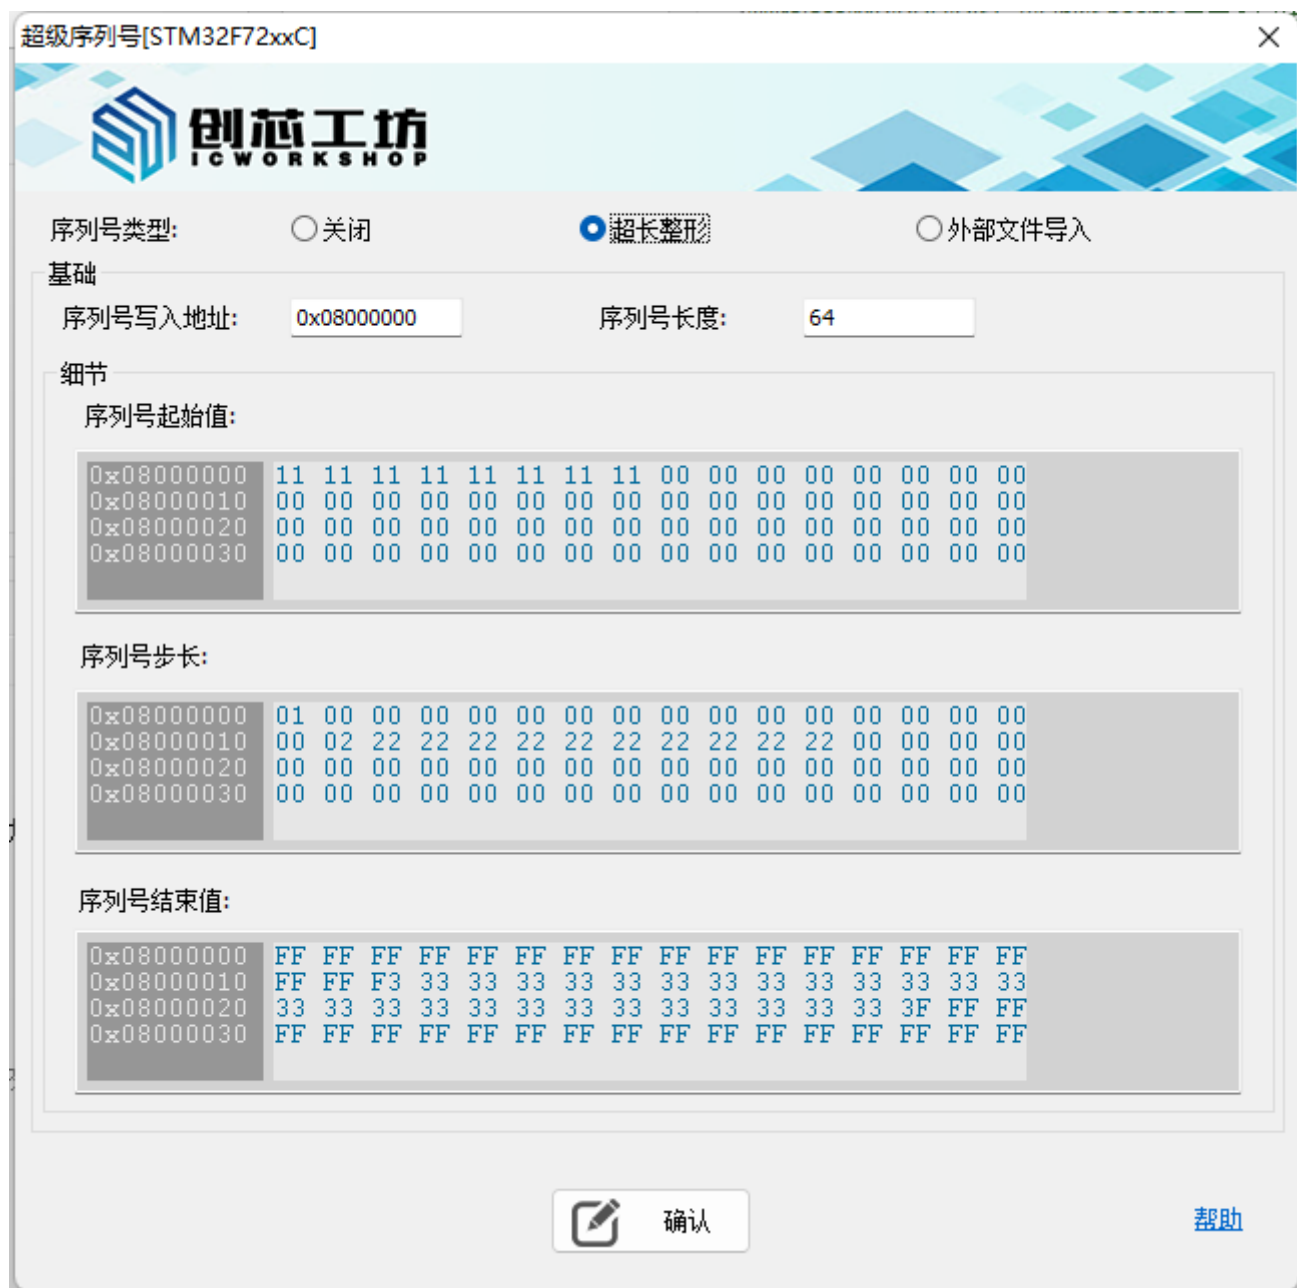 超级序列号[STM32F72xxC]
创芯工坊
ICWORKSHOP
序列号类型: 关闭 超长整形 外部文件导入
基础
序列号写入地址: 0x08000000 序列号长度: 64
细节
序列号起始值:
0x08000000 11 11 11 11 11 11 11 11 00 00 00 00 00 00 00 00
0x08000010 00 00 00 00 00 00 00 00 00 00 00 00 00 00 00 00
0x08000020 00 00 00 00 00 00 00 00 00 00 00 00 00 00 00 00
0x08000030 00 00 00 00 00 00 00 00 00 00 00 00 00 00 00 00
序列号步长:
0x08000000 01 00 00 00 00 00 00 00 00 00 00 00 00 00 00 00
0x08000010 00 02 22 22 22 22 22 22 22 22 22 22 00 00 00 00
0x08000020 00 00 00 00 00 00 00 00 00 00 00 00 00 00 00 00
0x08000030 00 00 00 00 00 00 00 00 00 00 00 00 00 00 00 00
序列号结束值:
0x08000000 FF FF FF FF FF FF FF FF FF FF FF FF FF FF FF FF
0x08000010 FF FF F3 33 33 33 33 33 33 33 33 33 33 33 33 33
0x08000020 33 33 33 33 33 33 33 33 33 33 33 33 33 3F FF FF
0x08000030 FF FF FF FF FF FF FF FF FF FF FF FF FF FF FF FF
确认
帮助